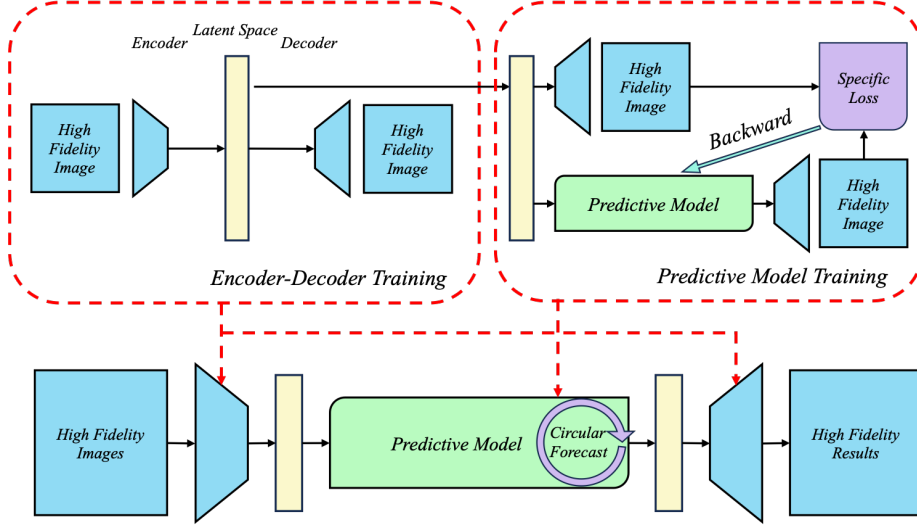 Encoder
Latent Space
Decoder
High
Fidelity
Image
High
Fidelity
Image
Encoder-Decoder Training
High
Fidelity
Image
Specific
Loss
Backward
Predictive Model
High
Fidelity
Image
Predictive Model Training
High Fidelity
Images
Predictive Model
Circular
Forecast
High Fidelity
Results